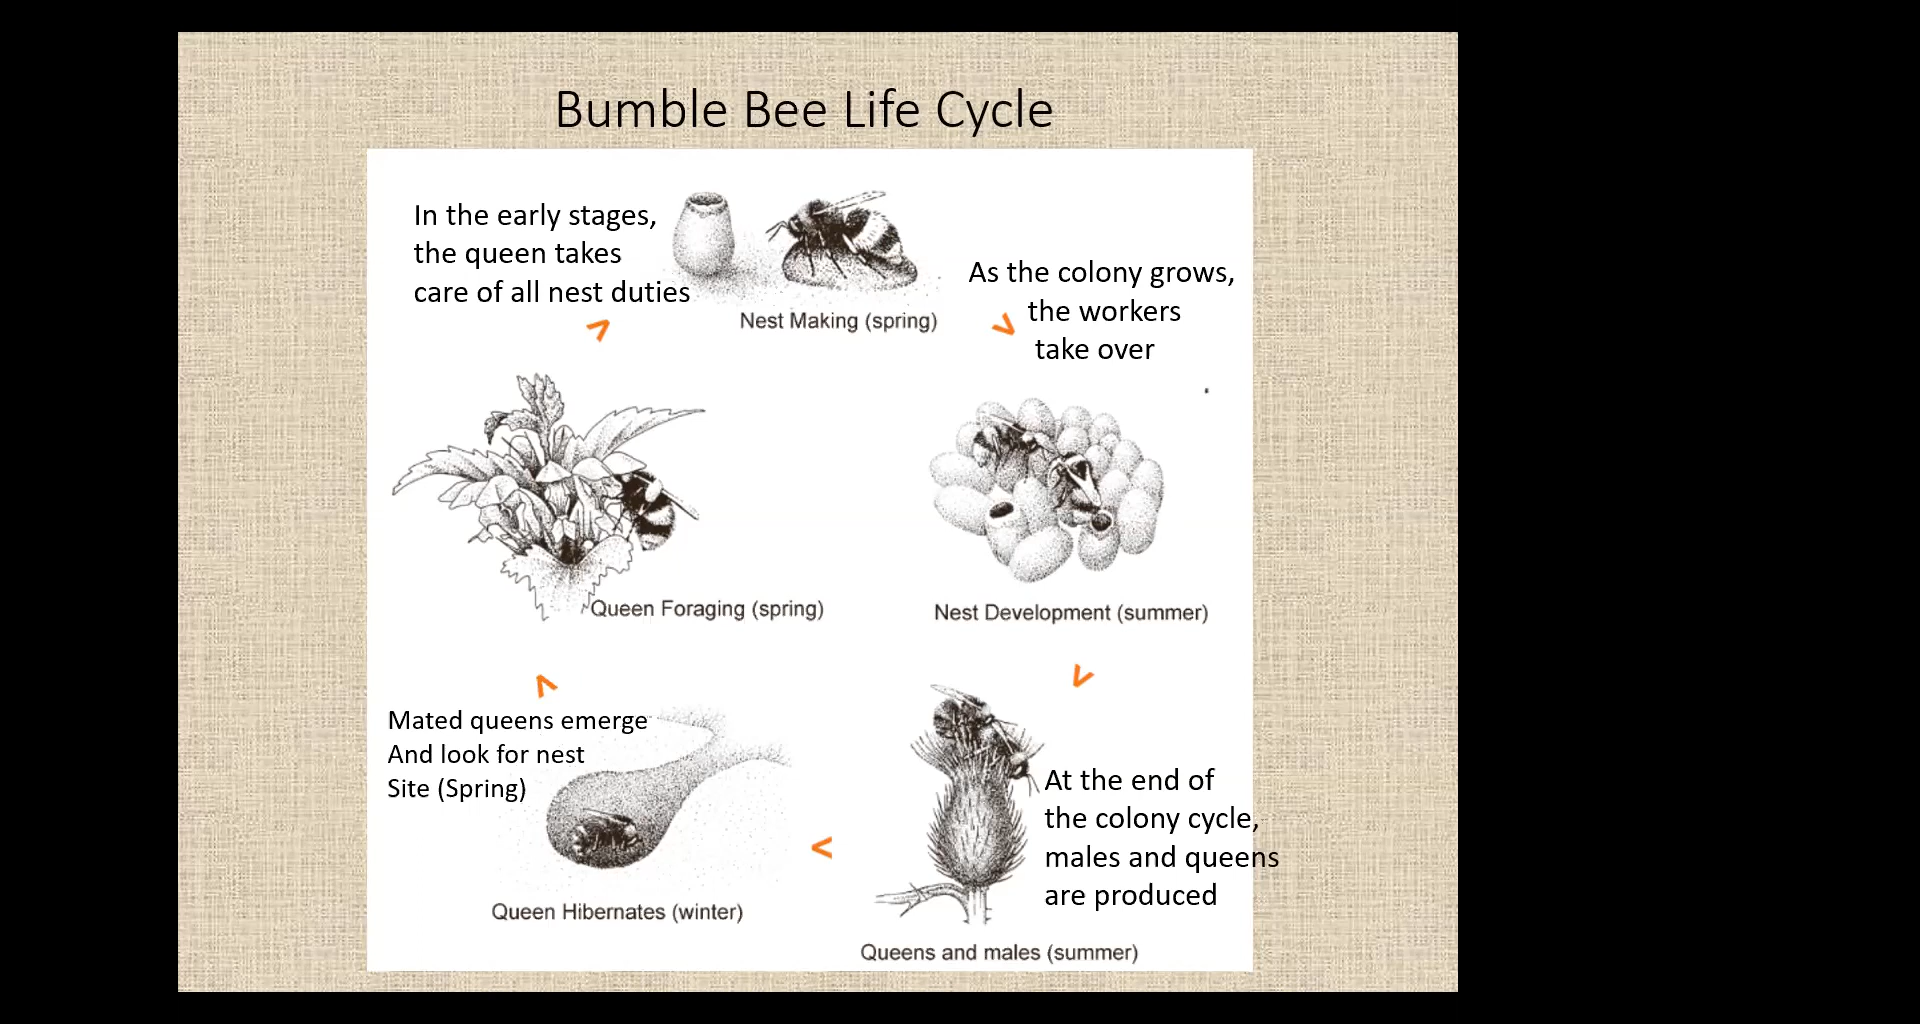 Bumble Bee Life Cycle
In the early stages,
the queen takes
care of all nest duties
Nest Making (spring)
As the colony grows,
the workers
take over
Queen Foraging (spring)
Nest Development (summer)
Mated queens emerge
And look for nest
Site (Spring)
Queen Hibernates (winter)
At the end of
the colony cycle,
males and queens
are produced
Queens and males (summer)